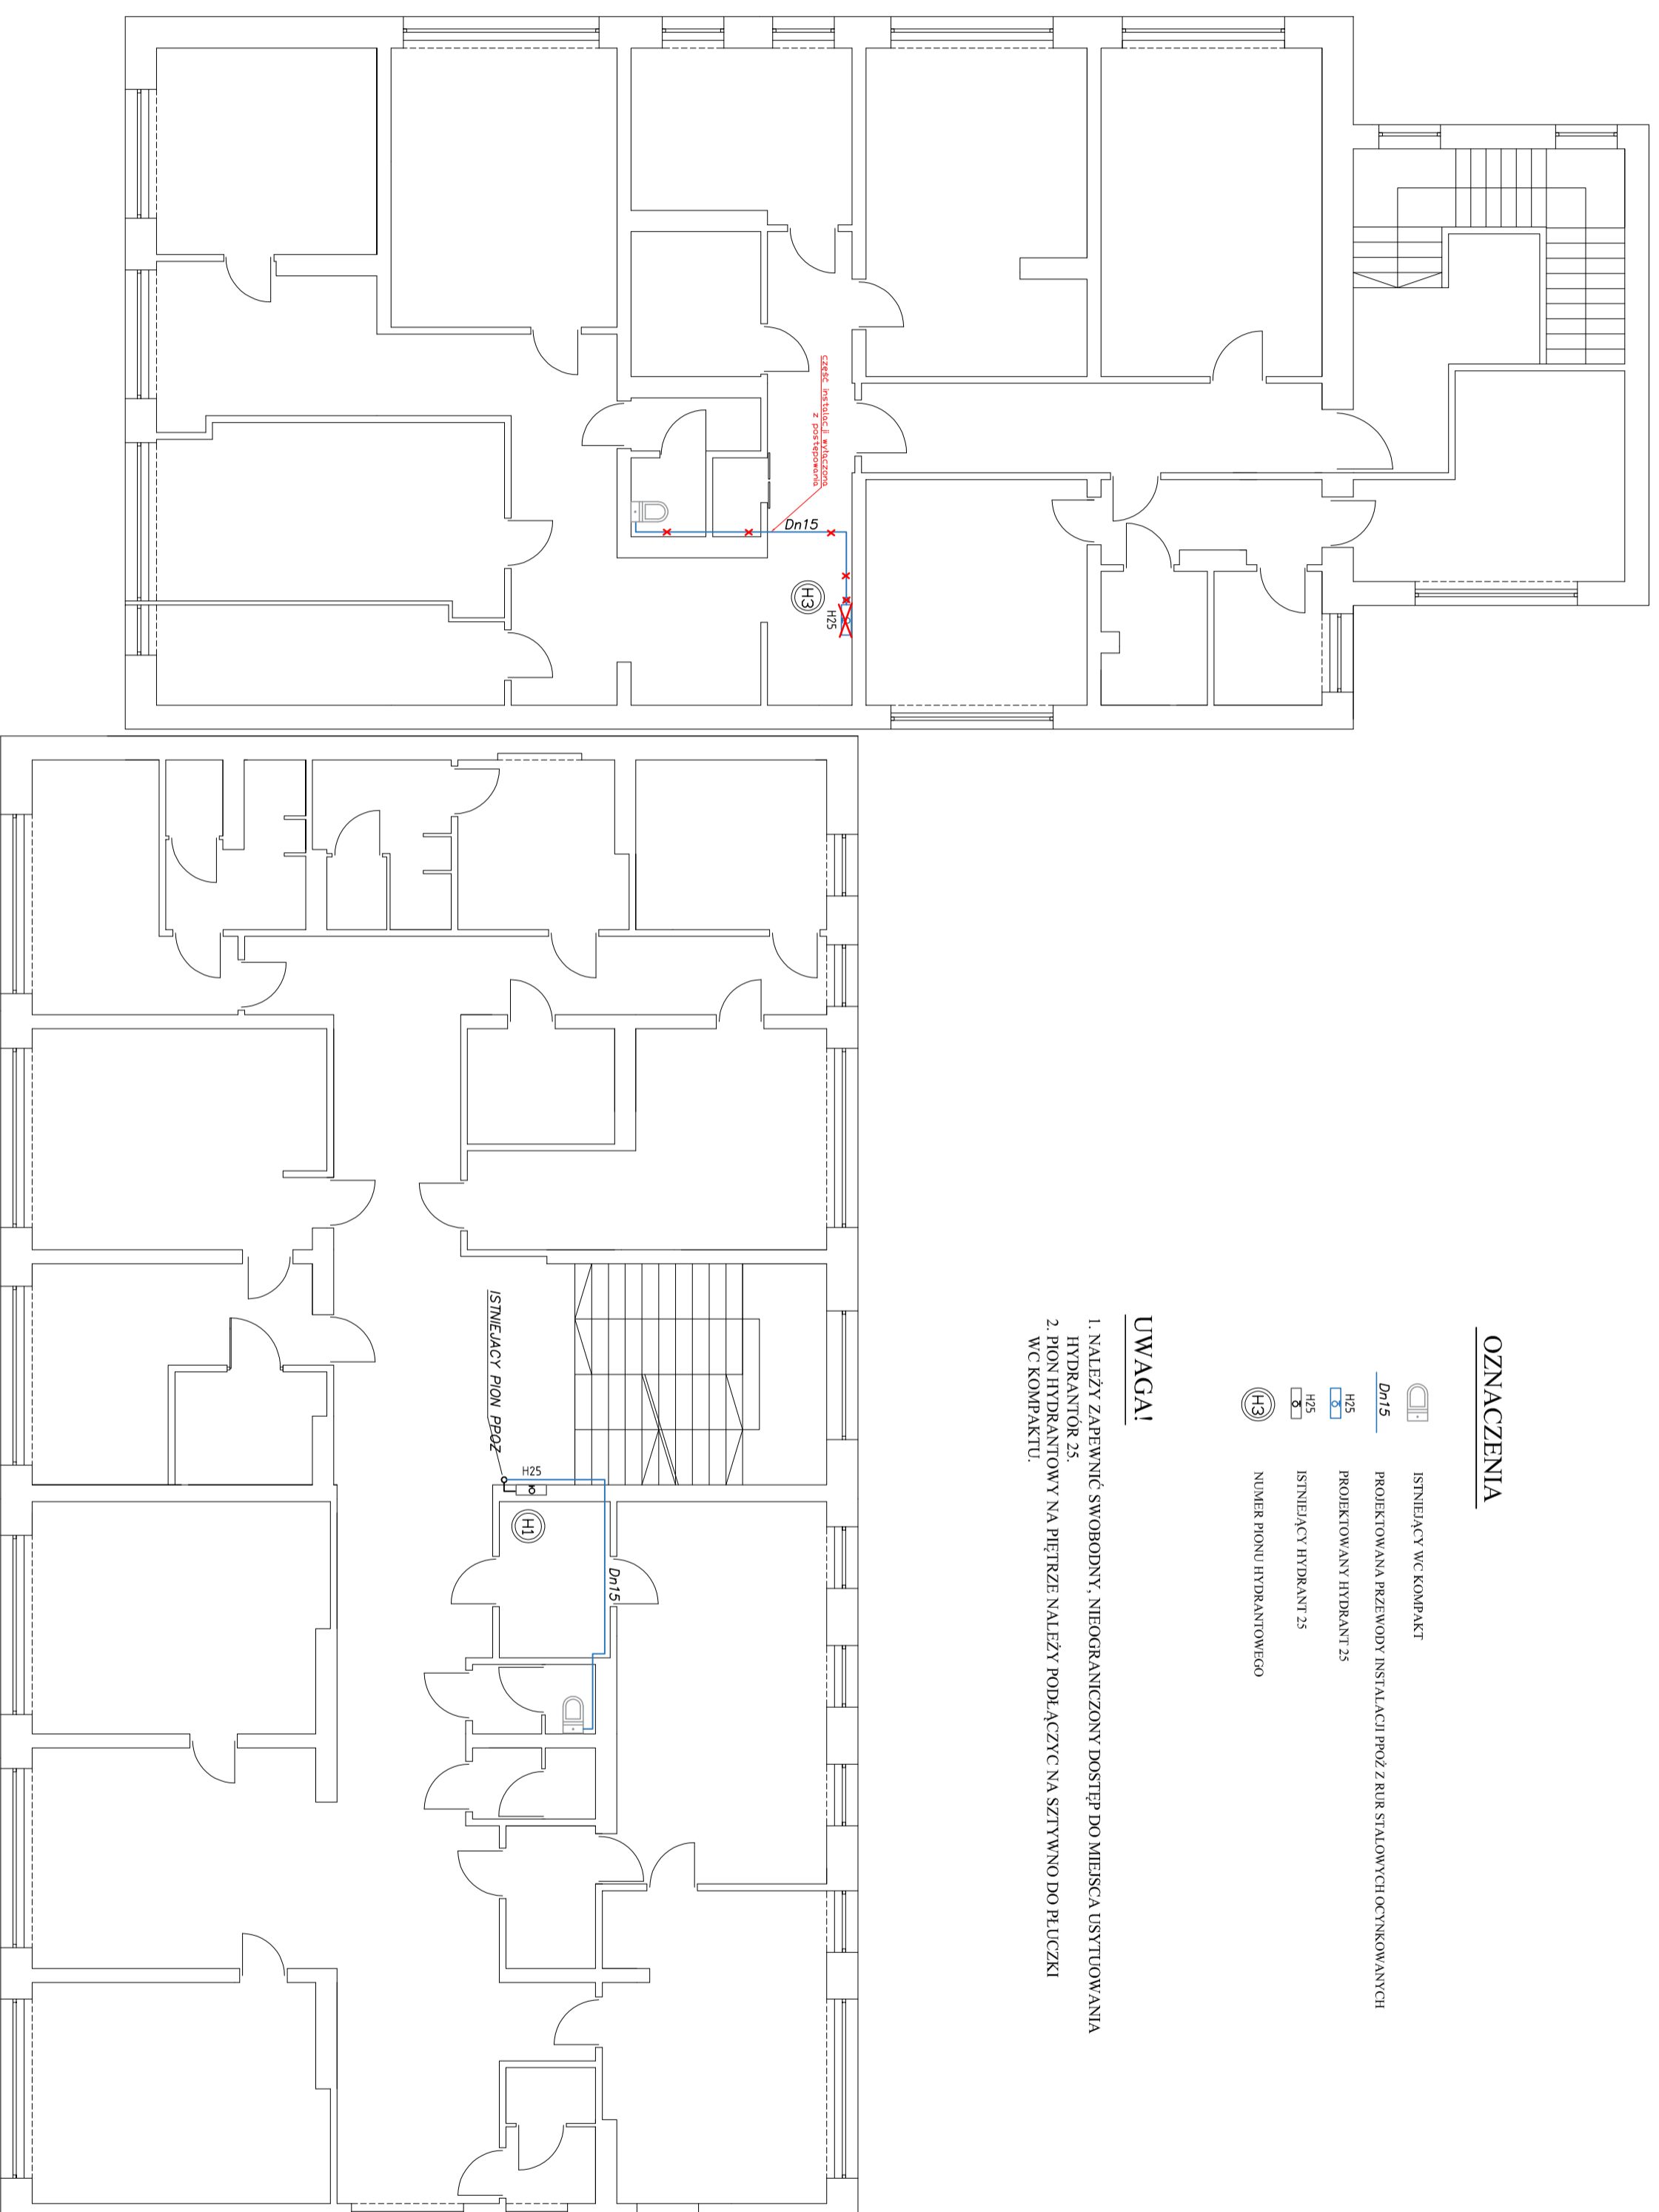 OZNACZENIA
ISTNIEJĄCY WC KOMPAKT
Dn15
PROJEKTOWANA PRZEWODY INSTALACJI PPOŻ Z RUR STALOWYCH OCYNKOWANYCH
H25
PROJEKTOWANY HYDRANT 25
H25
ISTNIEJĄCY HYDRANT 25
H3
NUMER PIONU HYDRANTOWEGO
UWAGA!
1. NALEŻY ZAPEWNIĆ SWOBODNY, NIEOGRANICZONY DOSTĘP DO MIEJSCA USYTUOWANIA
HYDRANTÓR 25.
2. PION HYDRANTOWY NA PIĘTRZE NALEŻY PODŁĄCZYC NA SZTYWNO DO PŁUCZKI
WC KOMPAKTU.
część instalacji wyłączona
z postępowania
Dn15
H3
H25
ISTNIEJACY PION PPOZ
H25
H1
Dn15